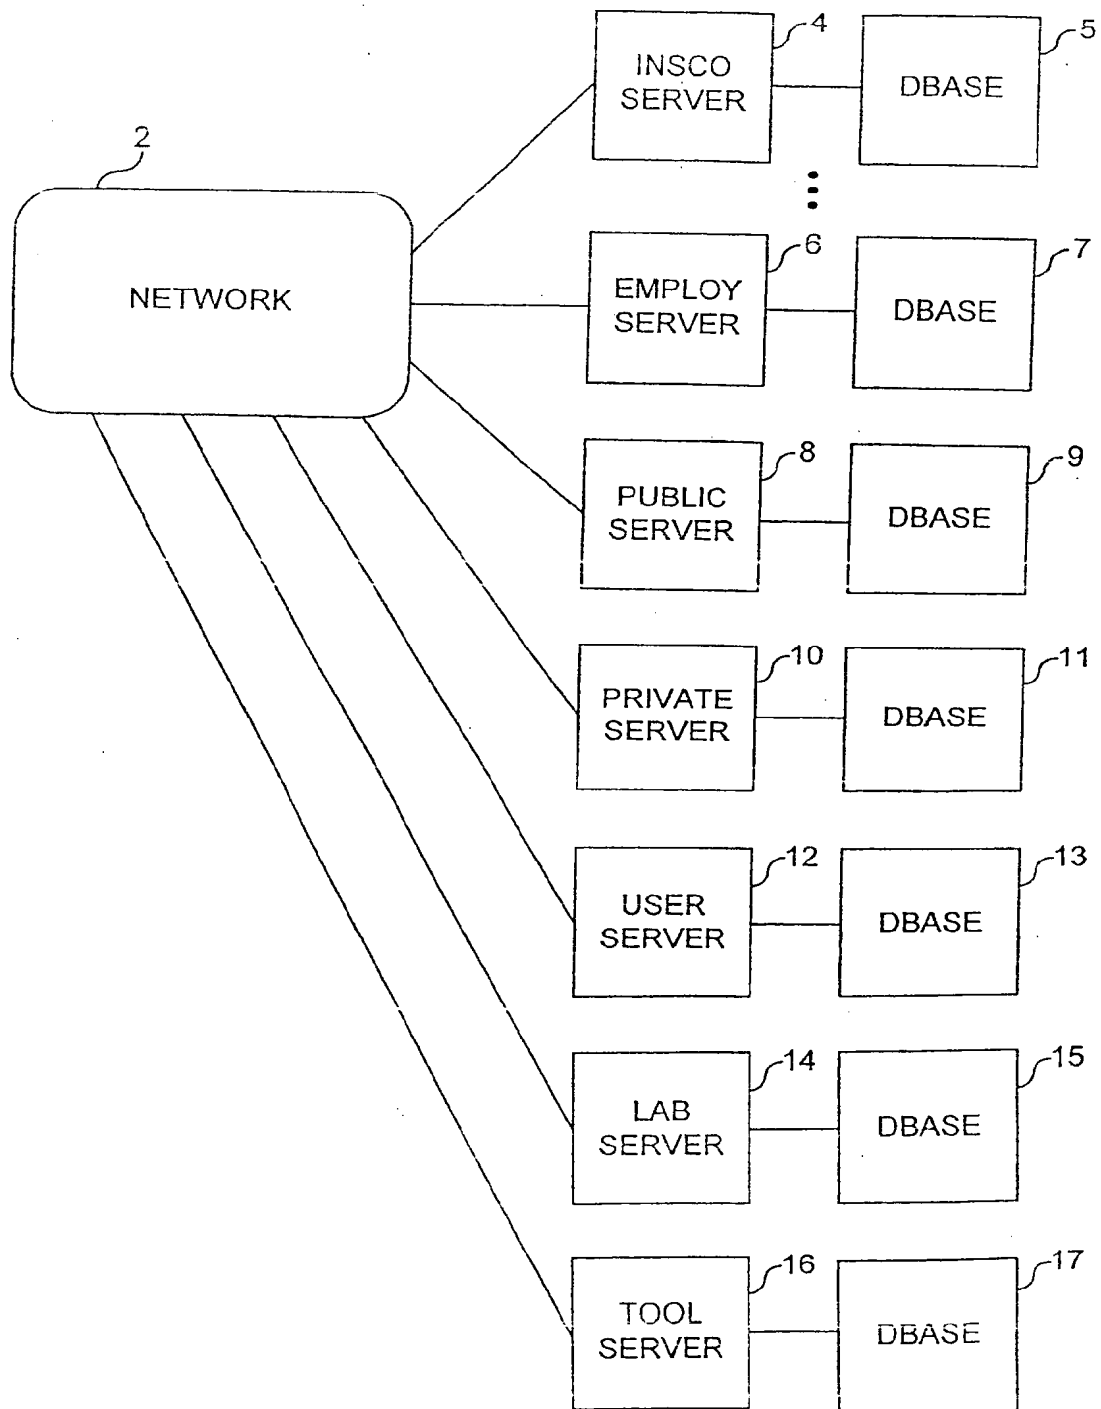 4
5
INSCO
SERVER
DBASE
2
NETWORK
6
7
EMPLOY
SERVER
DBASE
8
9
PUBLIC
SERVER
DBASE
10
11
PRIVATE
SERVER
DBASE
12
13
USER
SERVER
DBASE
14
15
LAB
SERVER
DBASE
16
17
TOOL
SERVER
DBASE